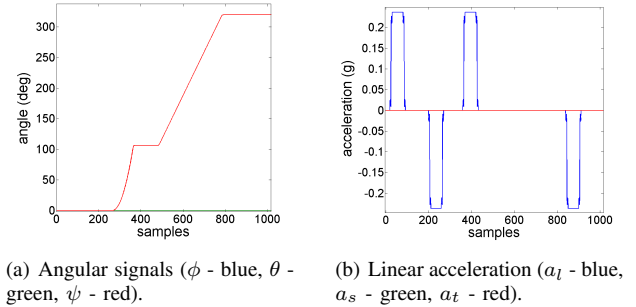 300
250
200
150
100
50
0
angle (deg)
0 200 400 600 800 1000
samples
0.2
0.15
0.1
0.05
0
-0.05
-0.1
-0.15
-0.2
acceleration (g)
0 200 400 600 800 1000
samples
(a) Angular signals (ϕ - blue, θ -
green, ψ - red).
(b) Linear acceleration (a_l - blue,
a_s - green, a_t - red).